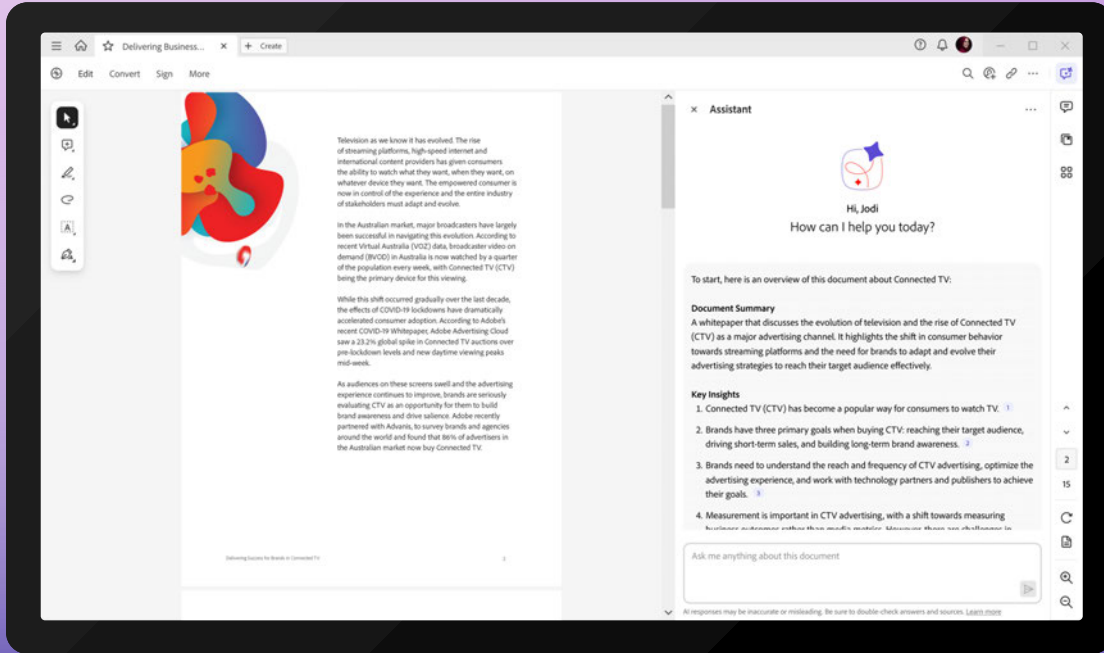 Delivering Business...
Create
Edit
Convert
Sign
More
Television as we know it has evolved. The rise
of streaming platforms, high-speed internet and
international content providers has given consumers
the ability to watch what they want, when they want, on
whatever device they want. The empowered consumer is
now in control of the experience and the entire industry
of stakeholders must adapt and evolve.
In the Australian market, major broadcasters have largely
been successful in navigating this evolution. According to
recent Virtual Australia (VOZ) data, broadcaster video on
demand (BVOD) in Australia is now watched by a quarter
of the population every week, with Connected TV (CTV)
being the primary device for this viewing.
While this shift occurred gradually over the last decade,
the effects of COVID-19 lockdowns have dramatically
accelerated consumer adoption. According to Adobe's
recent COVID-19 Whitepaper, Adobe Advertising Cloud
saw a 23.2% global spike in Connected TV auctions over
pre-lockdown levels and new daytime viewing peaks
mid-week.
As audiences on these screens swell and the advertising
experience continues to improve, brands are seriously
evaluating CTV as an opportunity for them to build
brand awareness and drive salience. Adobe recently
partnered with Advanis, to survey brands and agencies
around the world and found that 86% of advertisers in
the Australian market now buy Connected TV.
Delivering Success for Brands in Connected TV
Assistant
Hi, Jodi
How can I help you today?
To start, here is an overview of this document about Connected TV:
Document Summary
A whitepaper that discusses the evolution of television and the rise of Connected TV
(CTV) as a major advertising channel. It highlights the shift in consumer behavior
towards streaming platforms and the need for brands to adapt and evolve their
advertising strategies to reach their target audience effectively.
Key Insights
1. Connected TV (CTV) has become a popular way for consumers to watch TV. 1
2. Brands have three primary goals when buying CTV: reaching their target audience,
driving short-term sales, and building long-term brand awareness. 2
3. Brands need to understand the reach and frequency of CTV advertising, optimize the
advertising experience, and work with technology partners and publishers to achieve
their goals. 3
4. Measurement is important in CTV advertising, with a shift towards measuring
business outcomes rather than media metrics. However, there are challenges in
Ask me anything about this document
AI responses may be inaccurate or misleading. Be sure to double-check answers and sources. Learn more
2
15